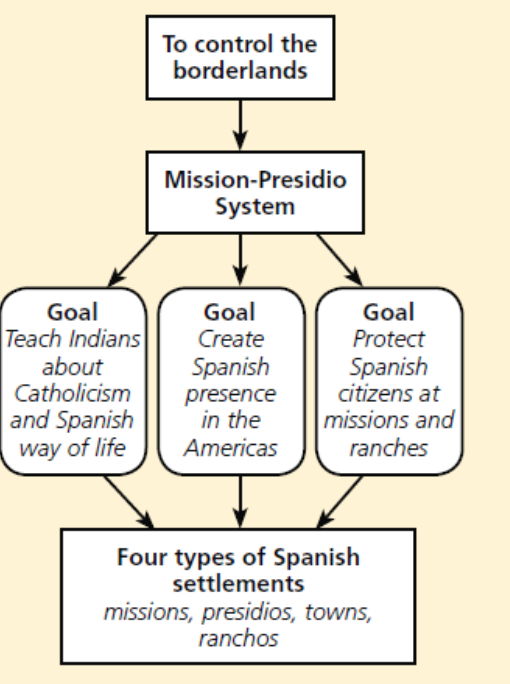 To control the
borderlands
Mission-Presidio
System
Goal
Teach Indians
about
Catholicism
and Spanish
way of life
Goal
Create
Spanish
presence
in the
Americas
Goal
Protect
Spanish
citizens at
missions and
ranches
Four types of Spanish
settlements
missions, presidios, towns,
ranchos